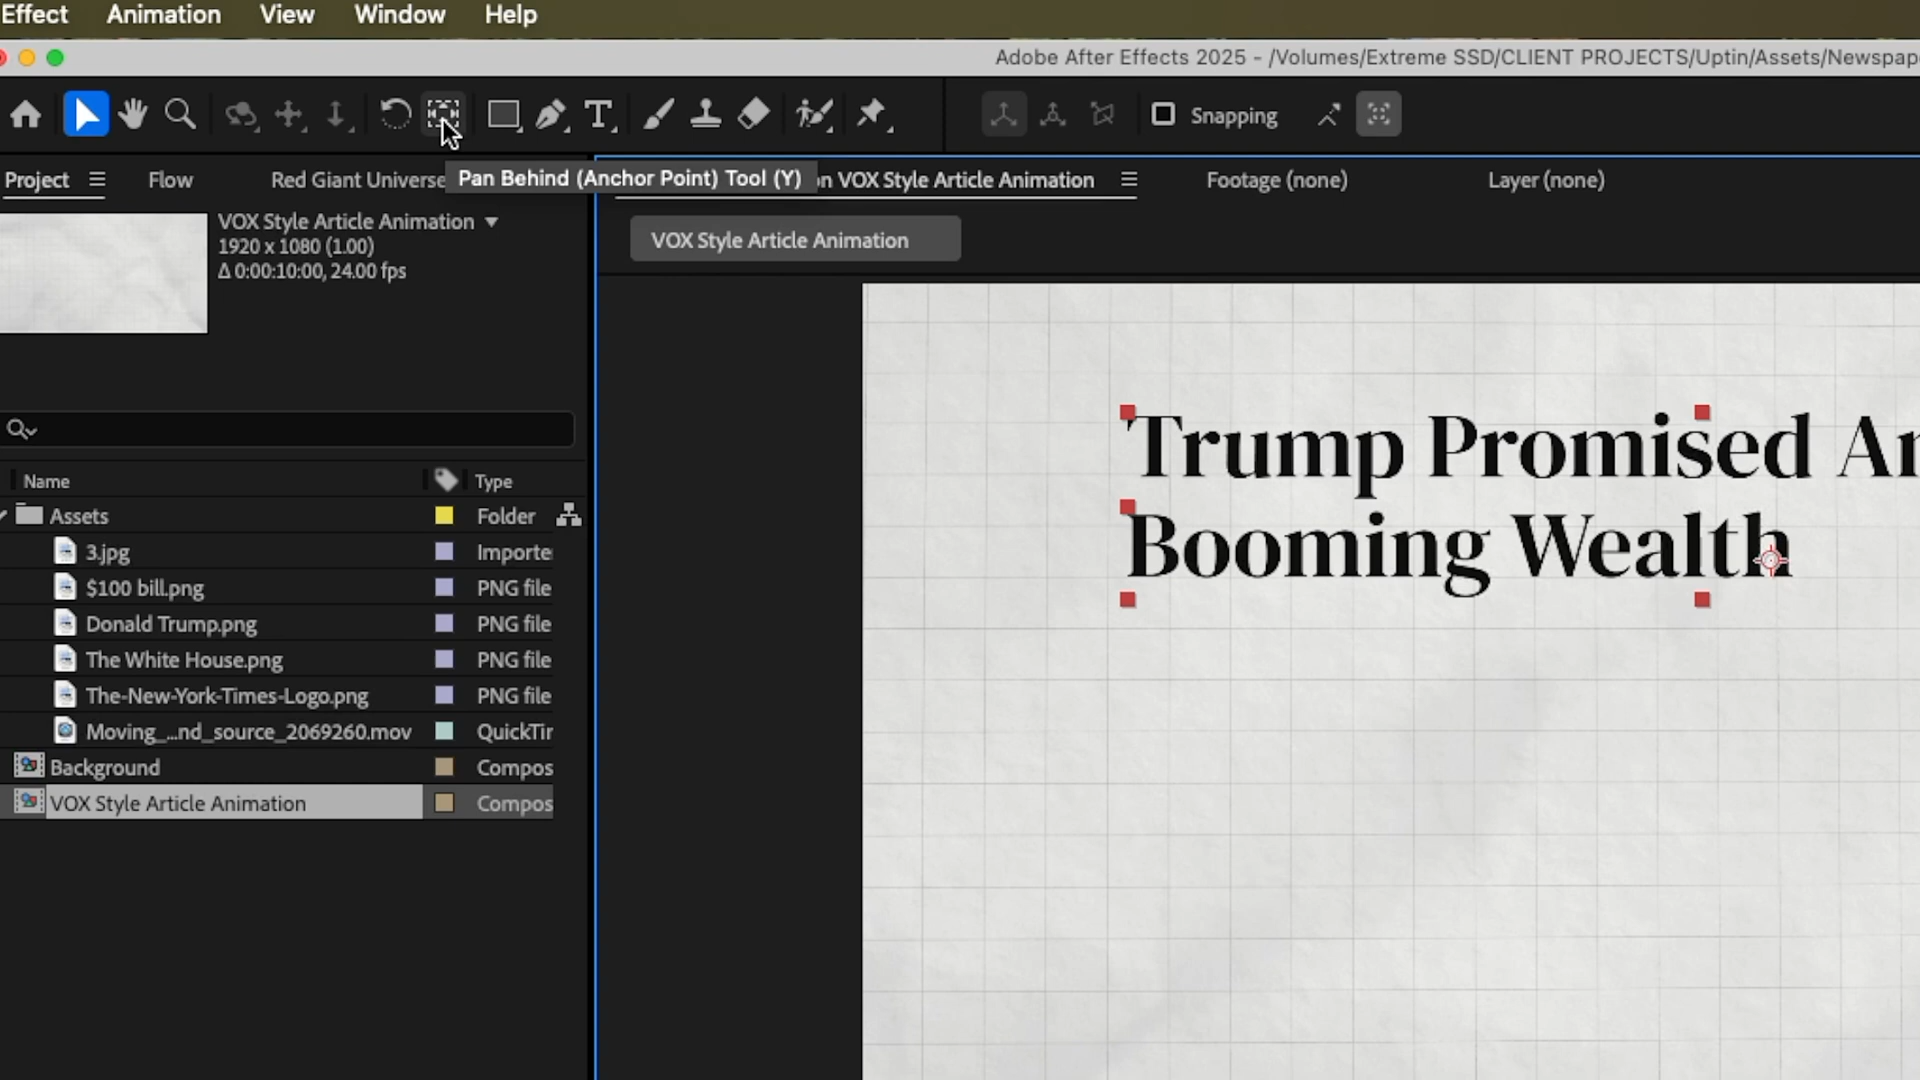 Effect Animation View Window Help
Adobe After Effects 2025 - /Volumes/Extreme SSD/CLIENT PROJECTS/Uptin/Assets/Newspap
T Snapping
Project Flow Red Giant Universe Pan Behind (Anchor Point) Tool (Y) n VOX Style Article Animation Footage (none) Layer (none)
VOX Style Article Animation
1920 x 1080 (1.00)
Δ 0:00:10:00, 24.00 fps
VOX Style Article Animation
Trump Promised An
Booming Wealth
Name Type
Assets Folder
3.jpg Importe
$100 bill.png PNG file
Donald Trump.png PNG file
The White House.png PNG file
The-New-York-Times-Logo.png PNG file
Moving_...nd_source_2069260.mov QuickTir
Background Compos
VOX Style Article Animation Compos